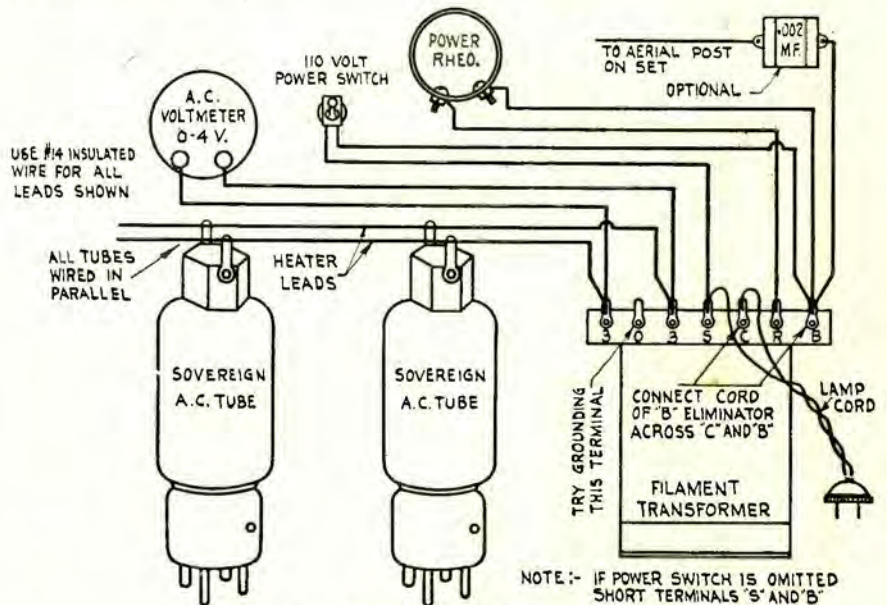 A.C.
VOLTMETER
0-4 V.
110 VOLT
POWER SWITCH
POWER
RHEO.
TO AERIAL POST
ON SET
.002
M.F.
OPTIONAL
USE #14 INSULATED
WIRE FOR ALL
LEADS SHOWN
ALL TUBES
WIRED IN
PARALLEL
HEATER
LEADS
3 0 3 S C R B
SOVEREIGN
A.C. TUBE
SOVEREIGN
A.C. TUBE
TRY GROUNDING
THIS TERMINAL
CONNECT CORD
OF "B" ELIMINATOR
ACROSS "C" AND "B"
LAMP
CORD
FILAMENT
TRANSFORMER
NOTE:- IF POWER SWITCH IS OMITTED
SHORT TERMINALS "S" AND "B"